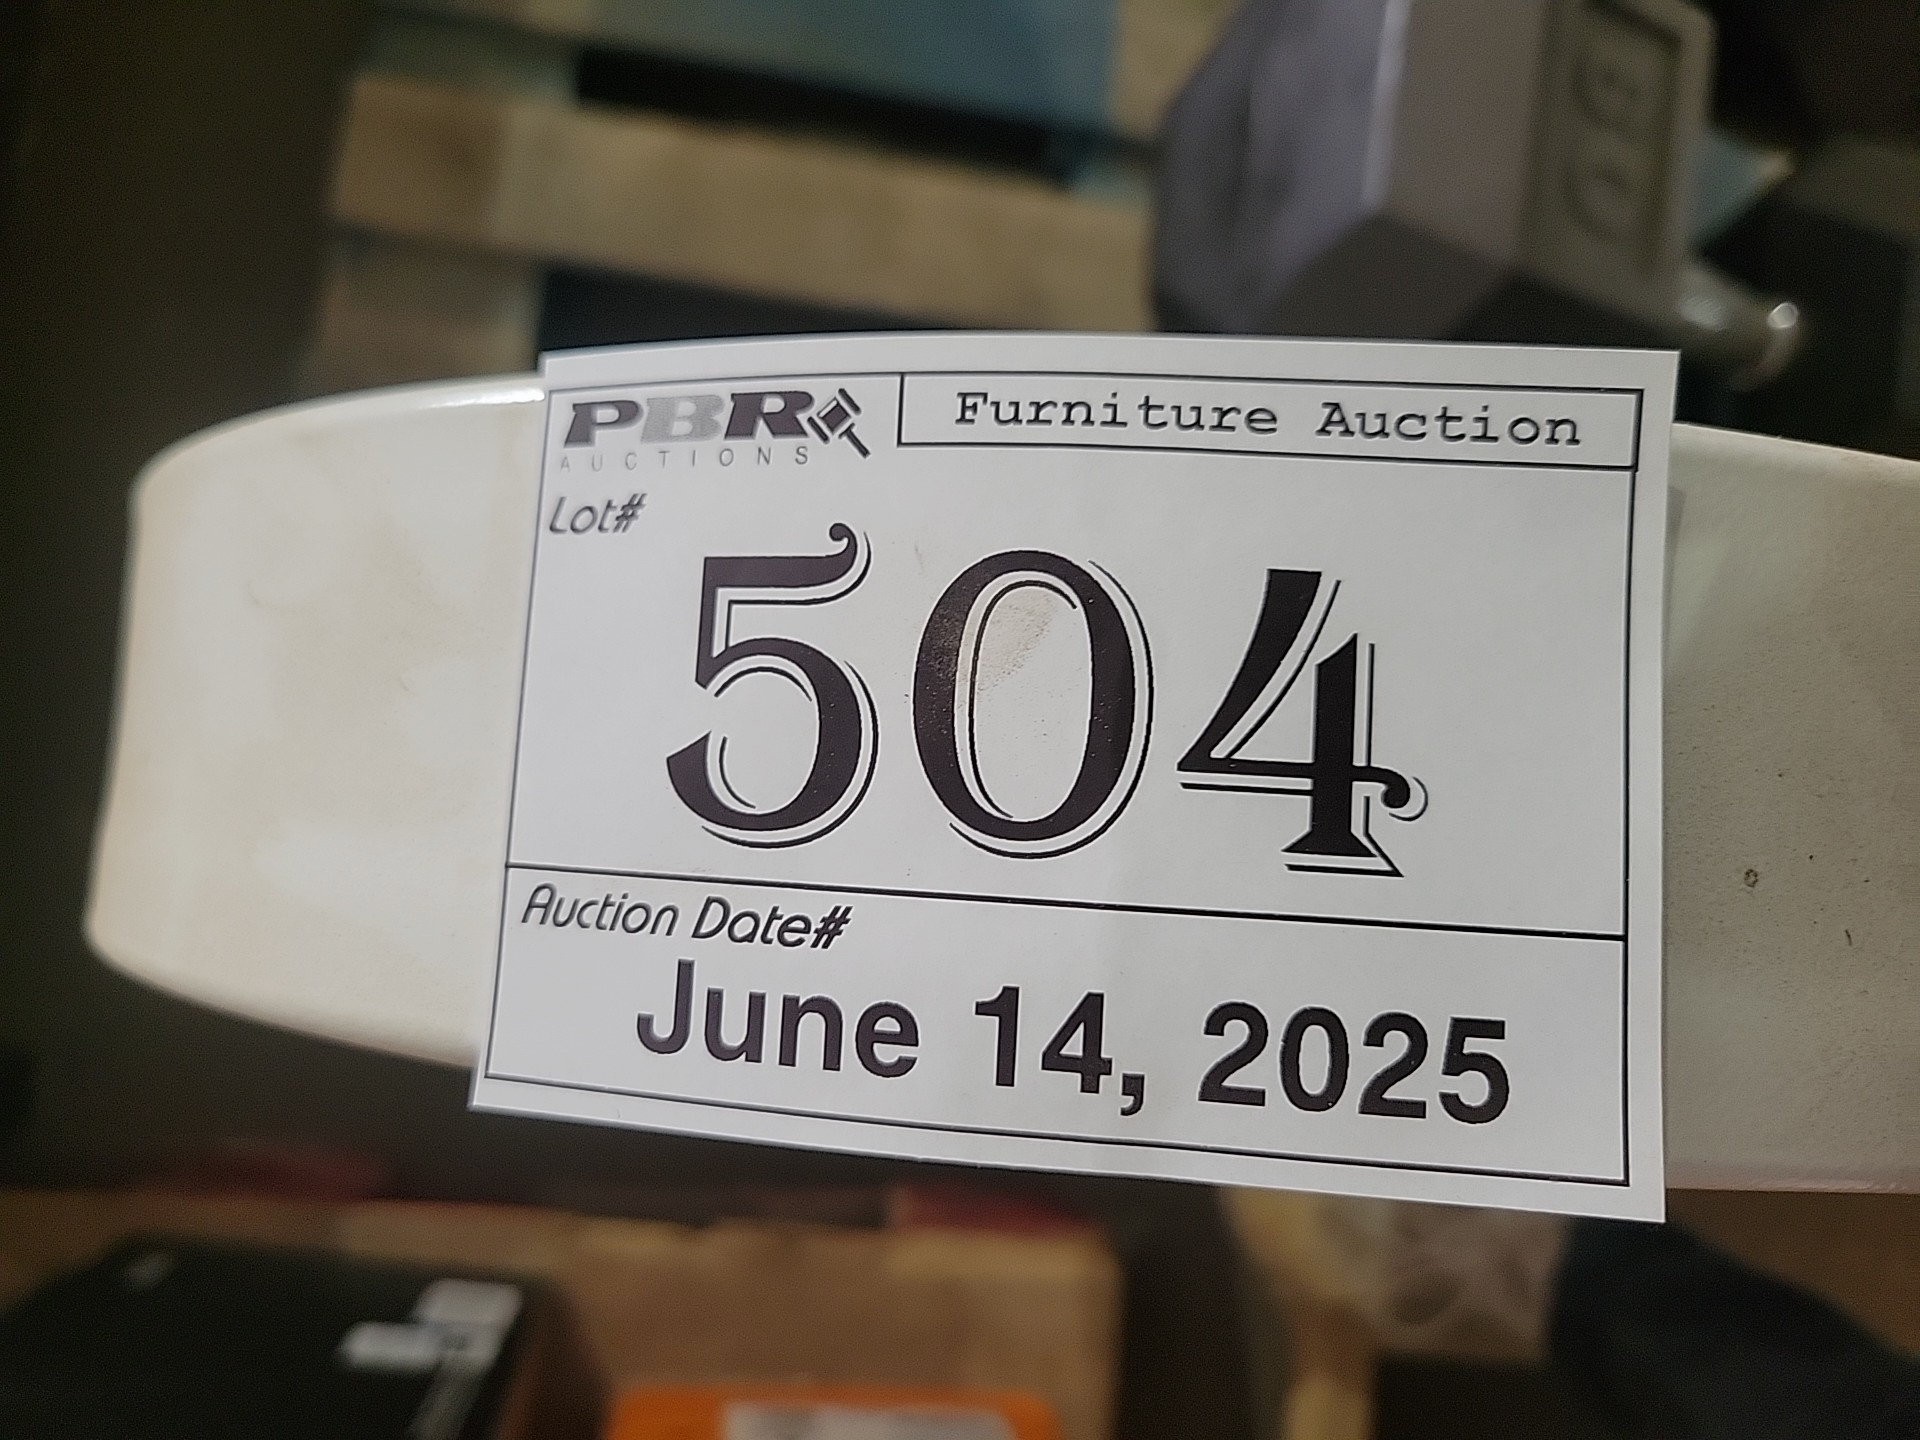 PBR
AUCTIONS
Furniture Auction
Lot#
504
Auction Date#
June 14, 2025